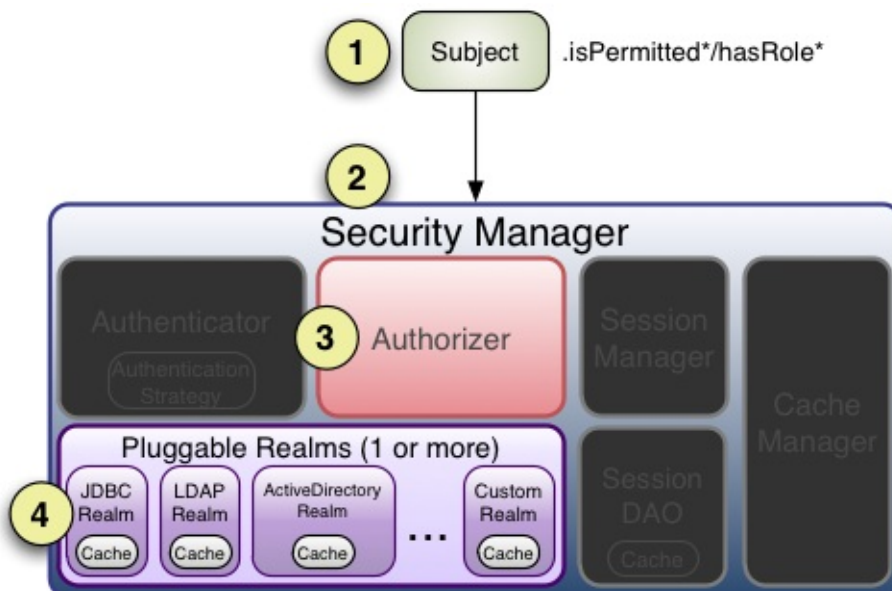 1
Subject
.isPermitted*/hasRole*
2
Security Manager
Authenticator
Authentication
Strategy
3
Authorizer
Session
Manager
Cache
Manager
Pluggable Realms (1 or more)
4
JDBC
Realm
Cache
LDAP
Realm
Cache
ActiveDirectory
Realm
Cache
...
Custom
Realm
Cache
Session
DAO
Cache